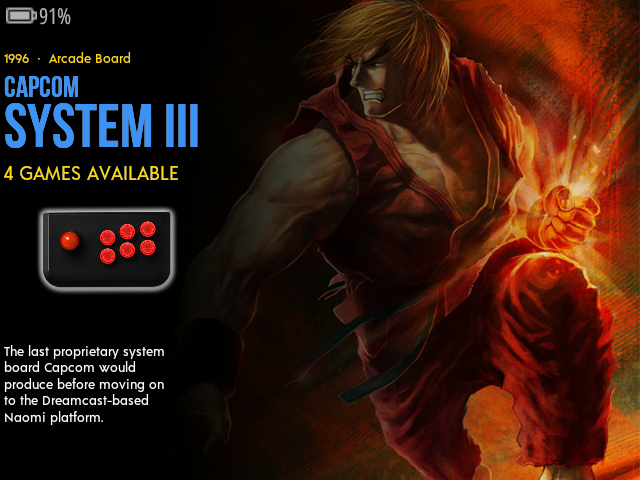 91%
1996 · Arcade Board
CAPCOM
SYSTEM III
4 GAMES AVAILABLE
The last proprietary system
board Capcom would
produce before moving on
to the Dreamcast-based
Naomi platform.